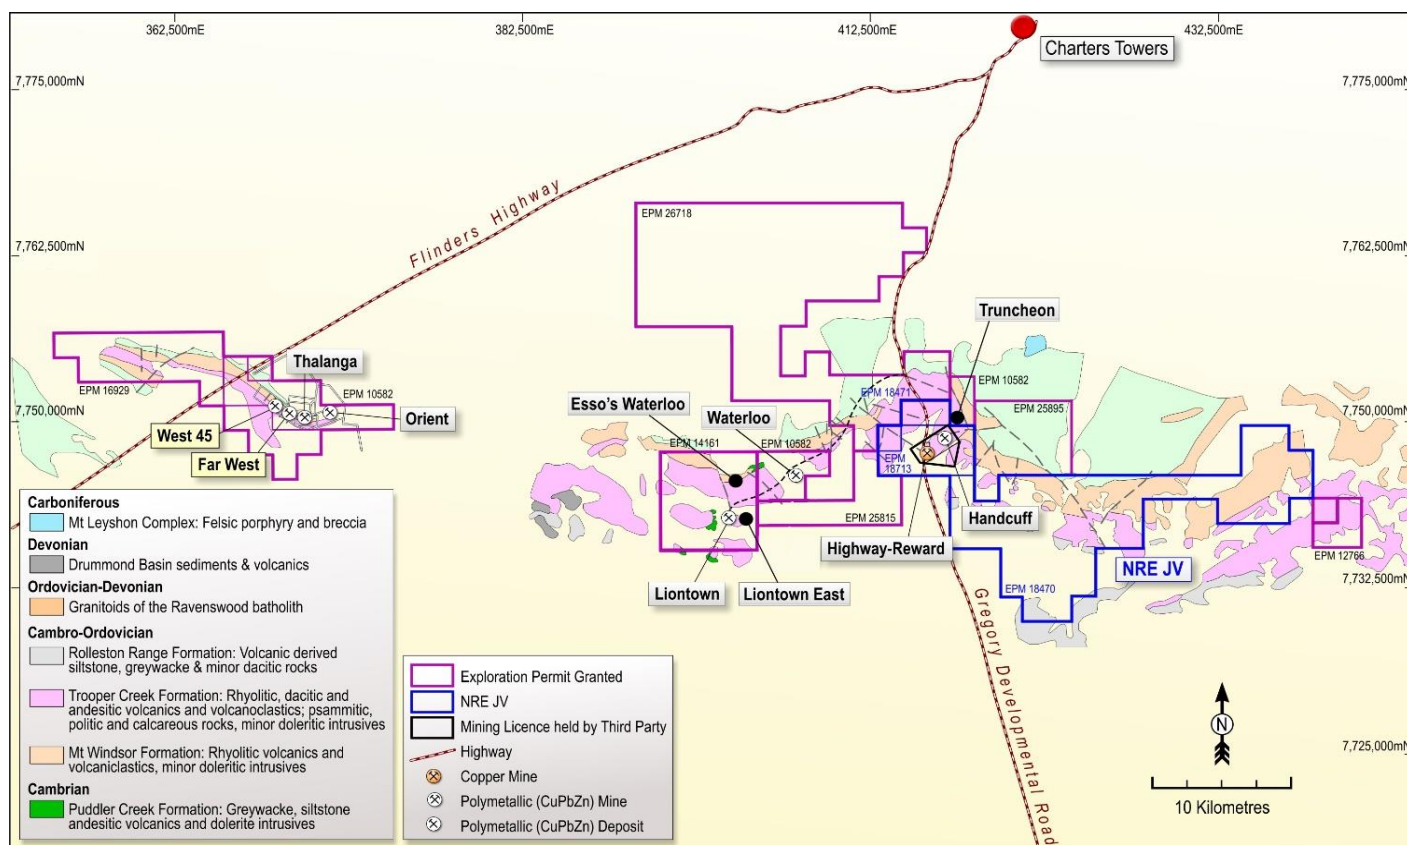 362,500mE
382,500mE
412,500mE
432,500mE
Charters Towers
7,775,000mN
7,775,000mN
Flinders Highway
EPM 26718
7,762,500mN
7,762,500mN
Truncheon
Thalanga
EPM 16929
EPM 10582
EPM 18471
EPM 10582
EPM 25895
7,750,000mN
7,750,000mN
Orient
Esso's Waterloo
Waterloo
West 45
Far West
EPM 14161
EPM 10582
EPM
18713
EPM 25815
Handcuff
Highway-Reward
EPM 12766
NRE JV
Liontown
Liontown East
EPM 18470
7,732,500mN
Gregory Developmental Road
7,725,000mN
Carboniferous
Mt Leyshon Complex: Felsic porphyry and breccia
Devonian
Drummond Basin sediments & volcanics
Ordovician-Devonian
Granitoids of the Ravenswood batholith
Cambro-Ordovician
Rolleston Range Formation: Volcanic derived
siltstone, greywacke & minor dacitic rocks
Trooper Creek Formation: Rhyolitic, dacitic and
andesitic volcanics and volcanoclastics; psammitic,
politic and calcareous rocks, minor doleritic intrusives
Mt Windsor Formation: Rhyolitic volcanics and
volcaniclastics, minor doleritic intrusives
Cambrian
Puddler Creek Formation: Greywacke, siltstone
andesitic volcanics and dolerite intrusives
Exploration Permit Granted
NRE JV
Mining Licence held by Third Party
Highway
Copper Mine
Polymetallic (CuPbZn) Mine
Polymetallic (CuPbZn) Deposit
N
10 Kilometres